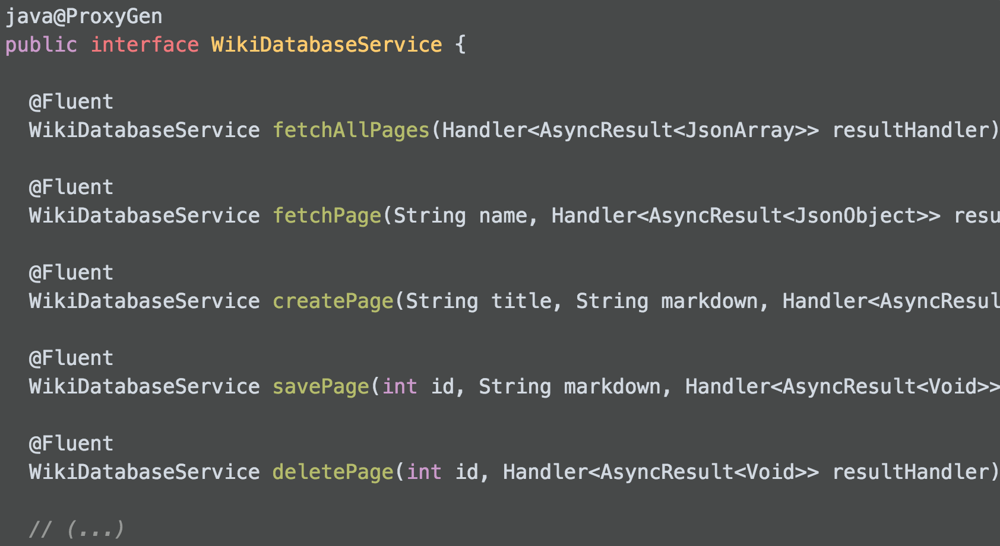 java@ProxyGen
public interface WikiDatabaseService {
@Fluent
WikiDatabaseService fetchAllPages(Handler<AsyncResult<JsonArray>> resultHandler)
@Fluent
WikiDatabaseService fetchPage(String name, Handler<AsyncResult<JsonObject>> resu
@Fluent
WikiDatabaseService createPage(String title, String markdown, Handler<AsyncResul
@Fluent
WikiDatabaseService savePage(int id, String markdown, Handler<AsyncResult<Void>>
@Fluent
WikiDatabaseService deletePage(int id, Handler<AsyncResult<Void>> resultHandler)
// (...)